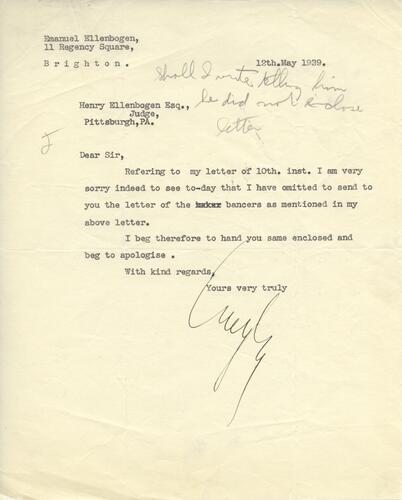 Emanuel Ellenbogen,
11 Regency Square,
Brighton.
12th.May 1939.
shall I write telling him
he did not enclose
letter
Henry Ellenbogen Esq.,
Judge,
Pittsburgh,PA.
Dear Sir,
Refering to my letter of 10th. inst. I am very
sorry indeed to see to-day that I have omitted to send to
you the letter of the bancers as mentioned in my
above letter.
I beg therefore to hand you same enclosed and
beg to apologise .
With kind regards,
Yours very truly